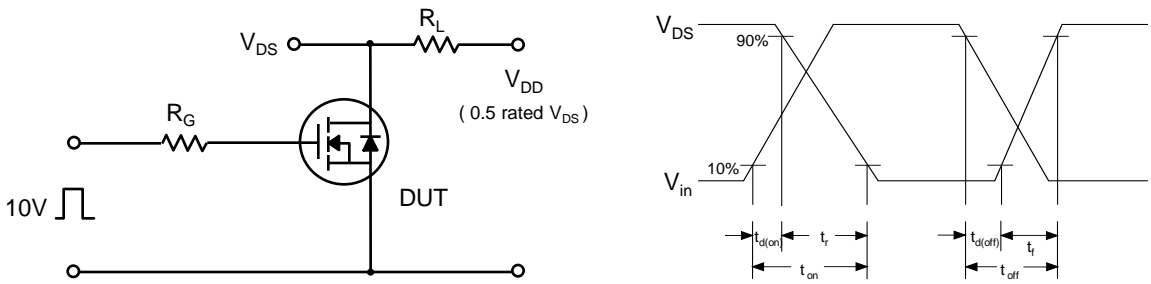 R_L
V_DS
V_DD
( 0.5 rated V_DS )
R_G
10V
DUT
V_DS
90%
10%
V_in
t_d(on)
t_r
t_on
t_d(off)
t_f
t_off